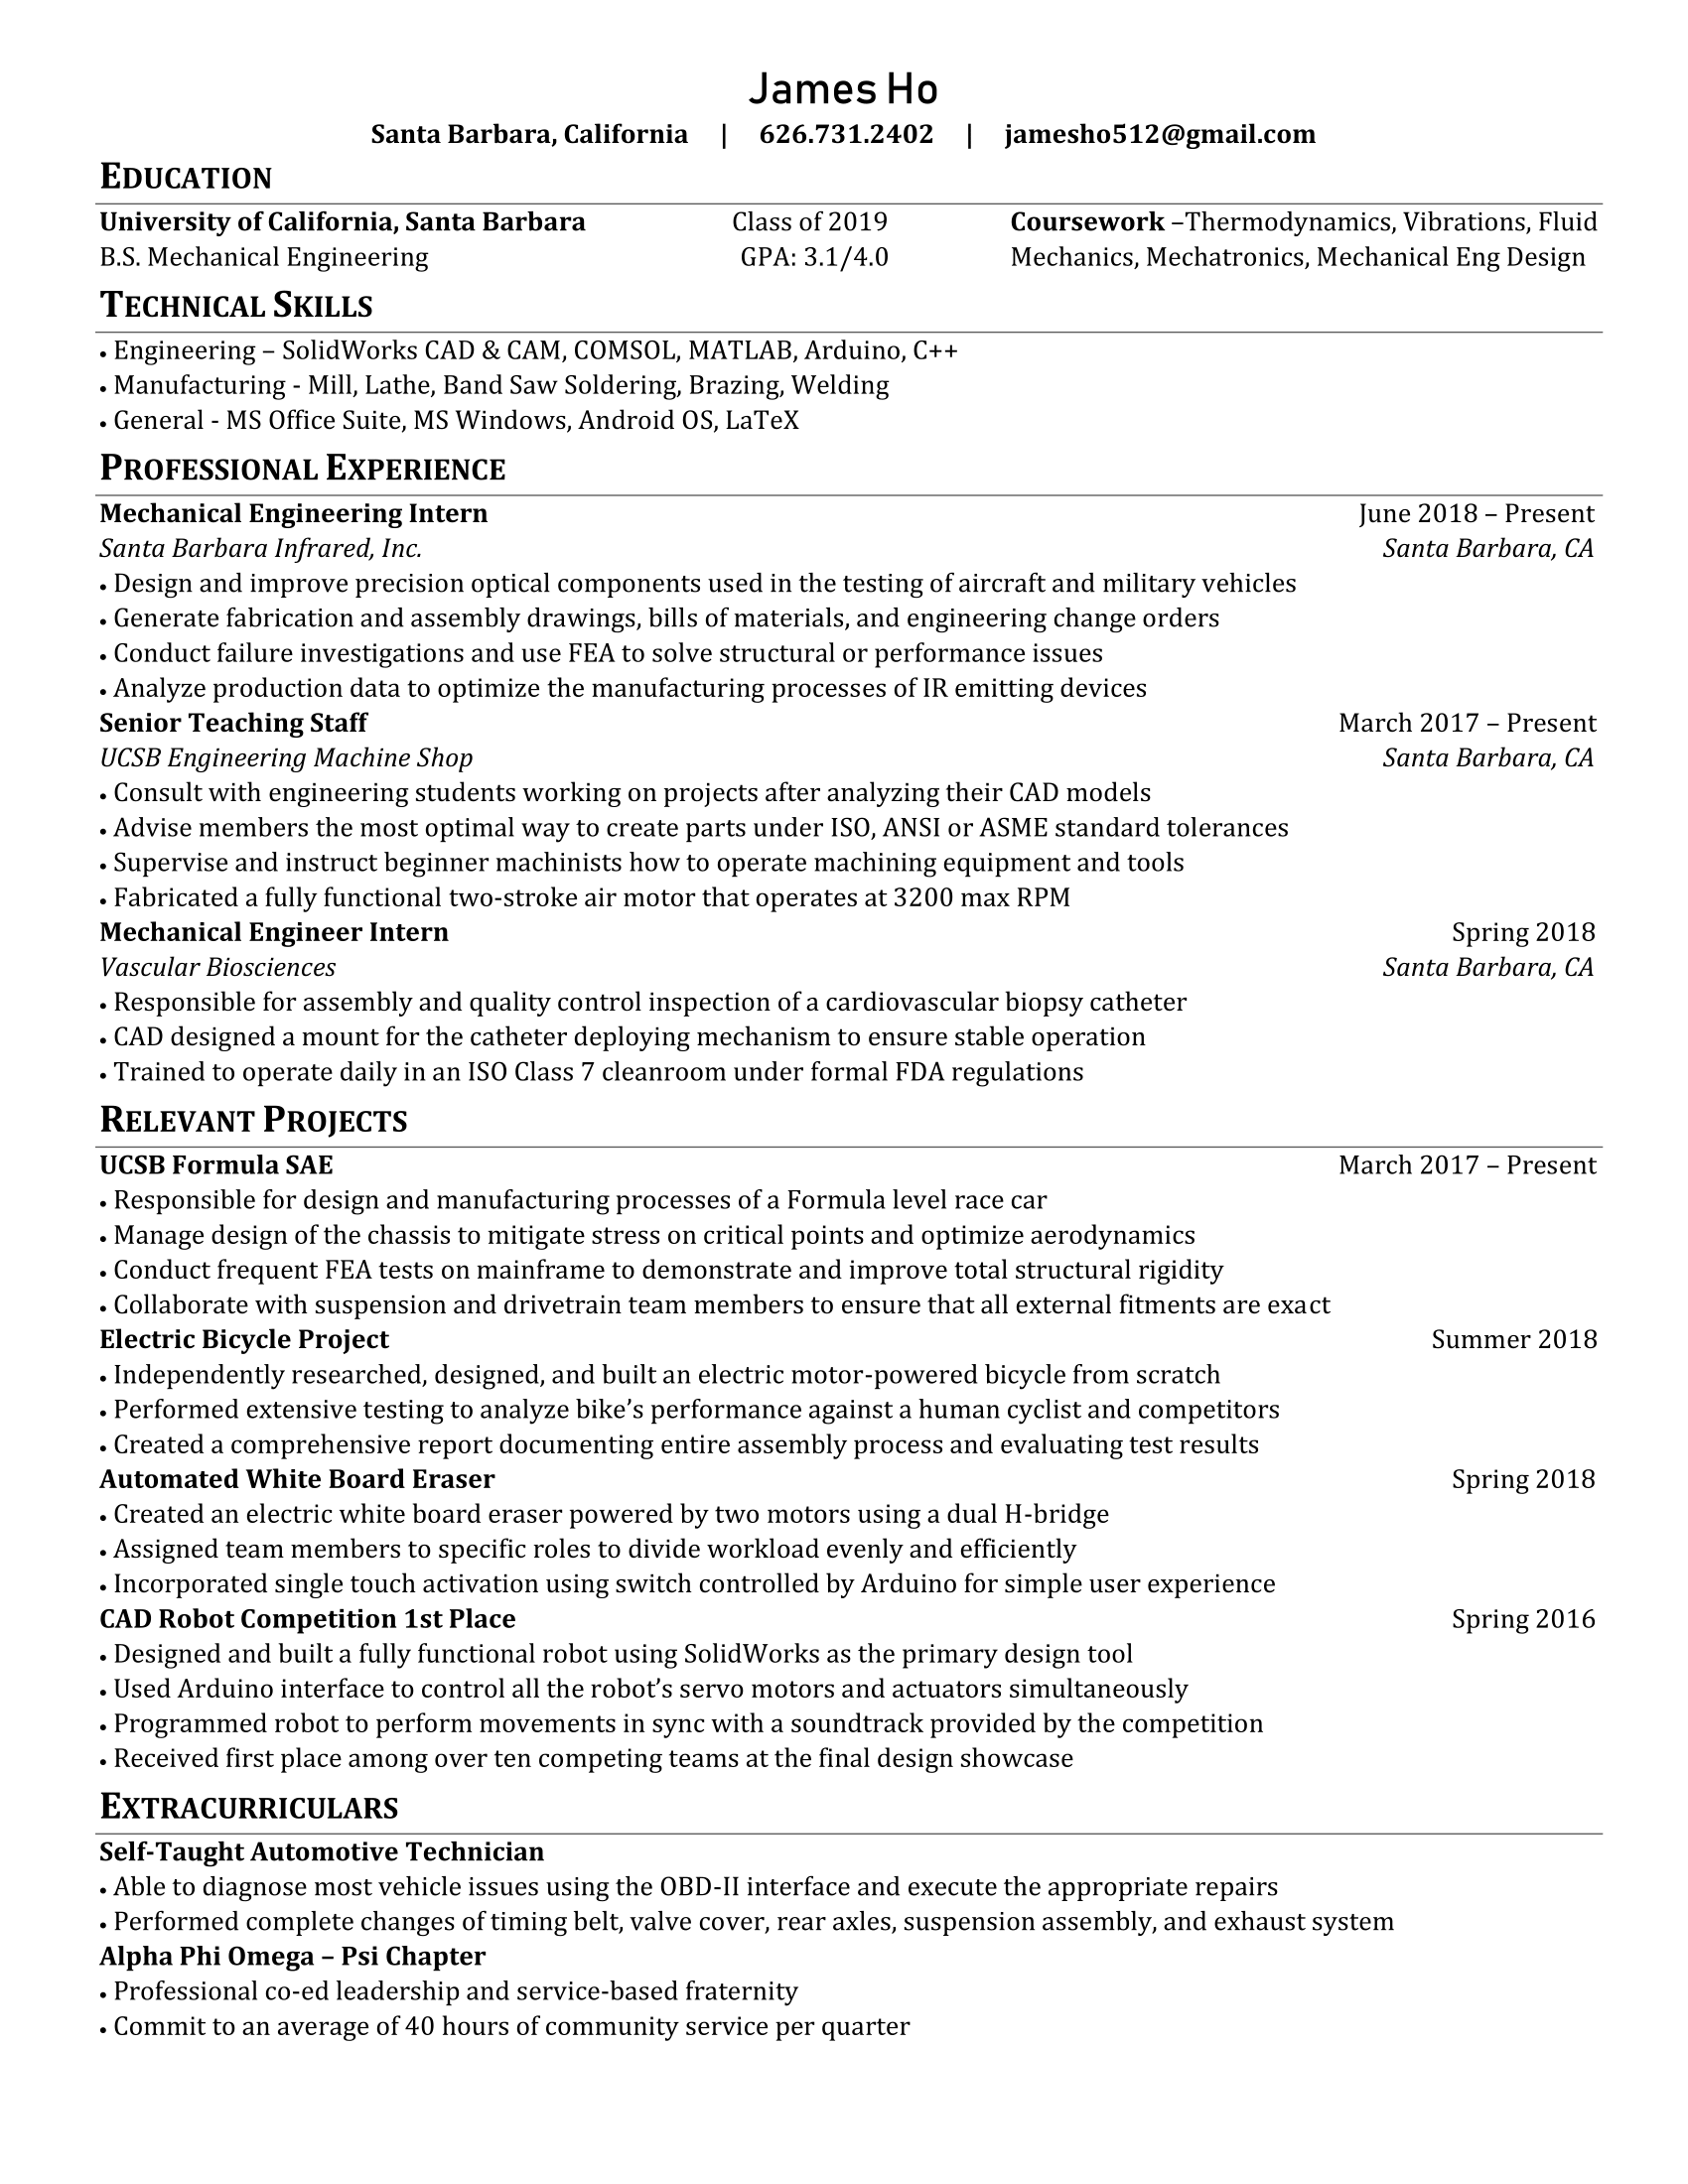 James Ho
Santa Barbara, California | 626.731.2402 | jamesho512@gmail.com
EDUCATION
University of California, Santa Barbara Class of 2019 Coursework –Thermodynamics, Vibrations, Fluid
B.S. Mechanical Engineering GPA: 3.1/4.0 Mechanics, Mechatronics, Mechanical Eng Design
TECHNICAL SKILLS
• Engineering – SolidWorks CAD & CAM, COMSOL, MATLAB, Arduino, C++
• Manufacturing - Mill, Lathe, Band Saw Soldering, Brazing, Welding
• General - MS Office Suite, MS Windows, Android OS, LaTeX
PROFESSIONAL EXPERIENCE
Mechanical Engineering Intern June 2018 – Present
Santa Barbara Infrared, Inc. Santa Barbara, CA
• Design and improve precision optical components used in the testing of aircraft and military vehicles
• Generate fabrication and assembly drawings, bills of materials, and engineering change orders
• Conduct failure investigations and use FEA to solve structural or performance issues
• Analyze production data to optimize the manufacturing processes of IR emitting devices
Senior Teaching Staff March 2017 – Present
UCSB Engineering Machine Shop Santa Barbara, CA
• Consult with engineering students working on projects after analyzing their CAD models
• Advise members the most optimal way to create parts under ISO, ANSI or ASME standard tolerances
• Supervise and instruct beginner machinists how to operate machining equipment and tools
• Fabricated a fully functional two-stroke air motor that operates at 3200 max RPM
Mechanical Engineer Intern Spring 2018
Vascular Biosciences Santa Barbara, CA
• Responsible for assembly and quality control inspection of a cardiovascular biopsy catheter
• CAD designed a mount for the catheter deploying mechanism to ensure stable operation
• Trained to operate daily in an ISO Class 7 cleanroom under formal FDA regulations
RELEVANT PROJECTS
UCSB Formula SAE March 2017 – Present
• Responsible for design and manufacturing processes of a Formula level race car
• Manage design of the chassis to mitigate stress on critical points and optimize aerodynamics
• Conduct frequent FEA tests on mainframe to demonstrate and improve total structural rigidity
• Collaborate with suspension and drivetrain team members to ensure that all external fitments are exact
Electric Bicycle Project Summer 2018
• Independently researched, designed, and built an electric motor-powered bicycle from scratch
• Performed extensive testing to analyze bike’s performance against a human cyclist and competitors
• Created a comprehensive report documenting entire assembly process and evaluating test results
Automated White Board Eraser Spring 2018
• Created an electric white board eraser powered by two motors using a dual H-bridge
• Assigned team members to specific roles to divide workload evenly and efficiently
• Incorporated single touch activation using switch controlled by Arduino for simple user experience
CAD Robot Competition 1st Place Spring 2016
• Designed and built a fully functional robot using SolidWorks as the primary design tool
• Used Arduino interface to control all the robot’s servo motors and actuators simultaneously
• Programmed robot to perform movements in sync with a soundtrack provided by the competition
• Received first place among over ten competing teams at the final design showcase
EXTRACURRICULARS
Self-Taught Automotive Technician
• Able to diagnose most vehicle issues using the OBD-II interface and execute the appropriate repairs
• Performed complete changes of timing belt, valve cover, rear axles, suspension assembly, and exhaust system
Alpha Phi Omega – Psi Chapter
• Professional co-ed leadership and service-based fraternity
• Commit to an average of 40 hours of community service per quarter